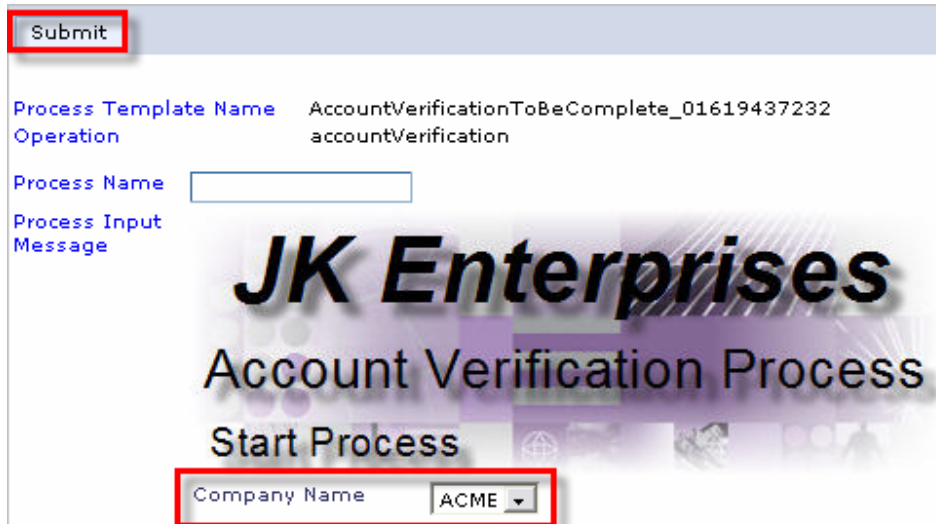 Submit
Process Template Name AccountVerificationToBeComplete_01619437232
Operation accountVerification
Process Name
Process Input
Message
JK Enterprises
Account Verification Process
Start Process
Company Name ACME